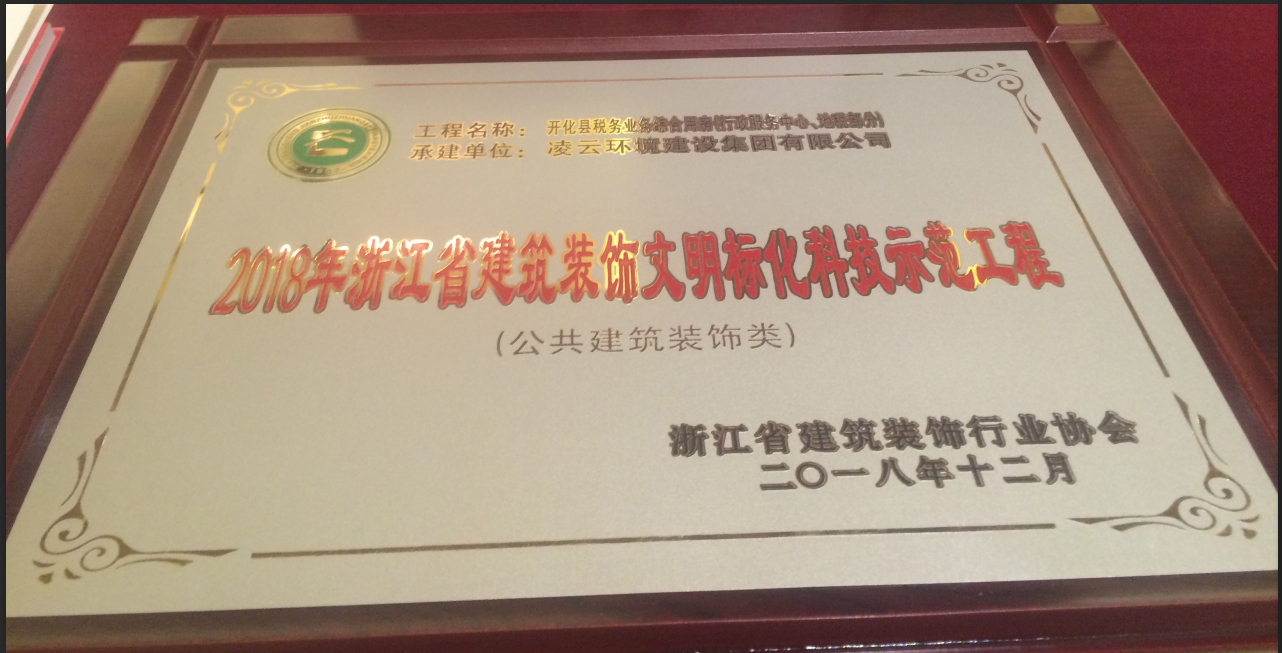 工程名称：开化县税务业务综合用房(行政服务中心、地税部分)
承建单位：凌云环境建设集团有限公司
2018年浙江省建筑装饰文明标化科技示范工程
(公共建筑装饰类)
浙江省建筑装饰行业协会
二〇一八年十二月